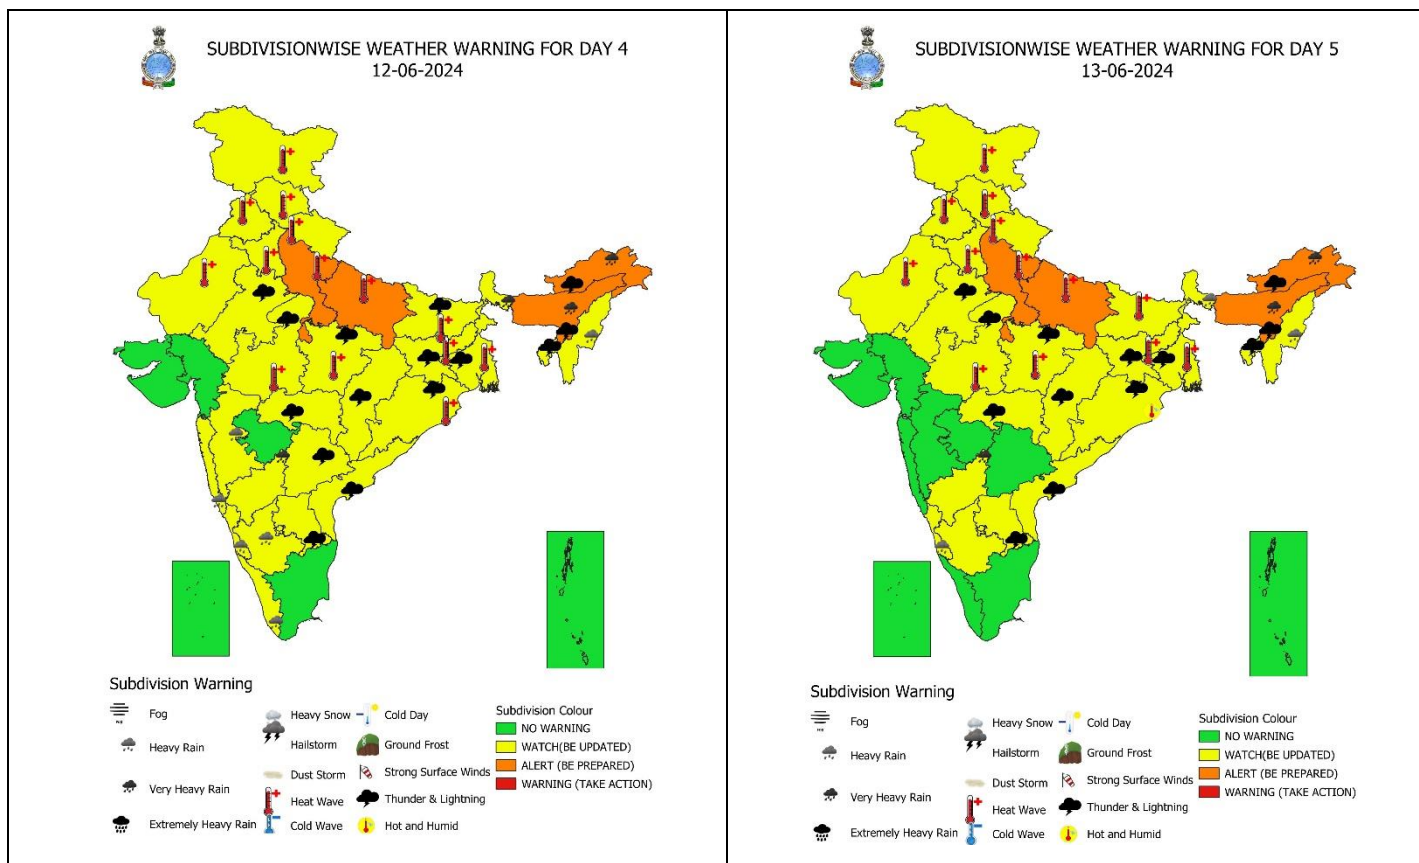 SUBDIVISIONWISE WEATHER WARNING FOR DAY 4
12-06-2024
Subdivision Warning
Fog
Heavy Rain
Very Heavy Rain
Extremely Heavy Rain
Heavy Snow
Hailstorm
Dust Storm
Heat Wave
Cold Wave
Cold Day
Ground Frost
Strong Surface Winds
Thunder & Lightning
Hot and Humid
Subdivision Colour
NO WARNING
WATCH(BE UPDATED)
ALERT (BE PREPARED)
WARNING (TAKE ACTION)
SUBDIVISIONWISE WEATHER WARNING FOR DAY 5
13-06-2024
Subdivision Warning
Fog
Heavy Rain
Very Heavy Rain
Extremely Heavy Rain
Heavy Snow
Hailstorm
Dust Storm
Heat Wave
Cold Wave
Cold Day
Ground Frost
Strong Surface Winds
Thunder & Lightning
Hot and Humid
Subdivision Colour
NO WARNING
WATCH(BE UPDATED)
ALERT (BE PREPARED)
WARNING (TAKE ACTION)